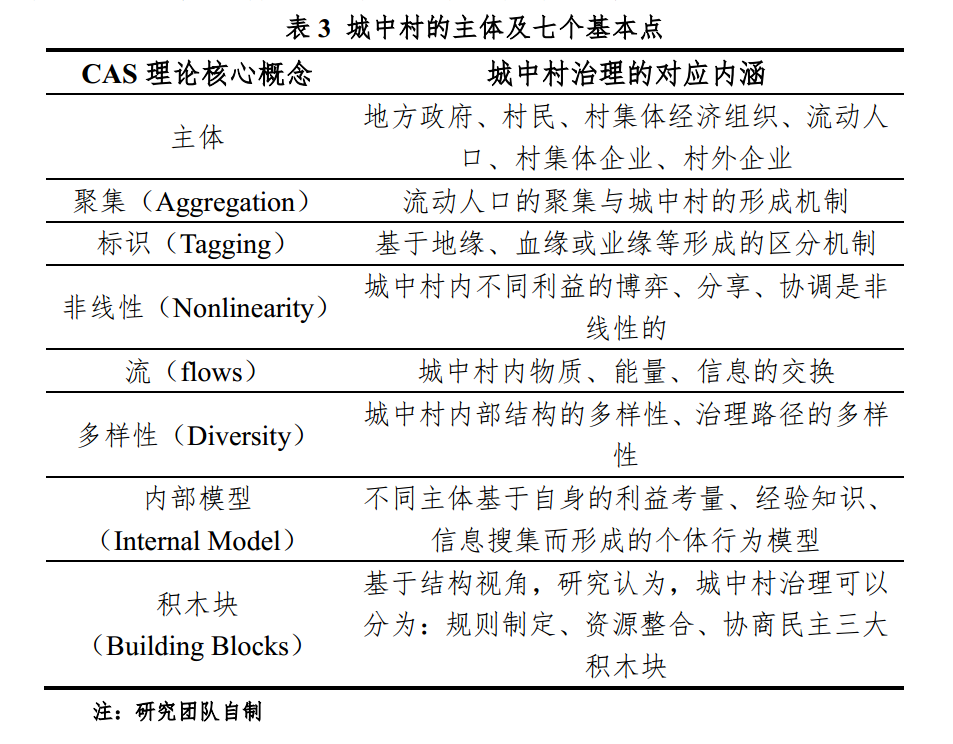 表 3 城中村的主体及七个基本点
CAS 理论核心概念 城中村治理的对应内涵
主体
地方政府、村民、村集体经济组织、流动人
口、村集体企业、村外企业
聚集（Aggregation） 流动人口的聚集与城中村的形成机制
标识（Tagging） 基于地缘、血缘或业缘等形成的区分机制
非线性（Nonlinearity）
城中村内不同利益的博弈、分享、协调是非
线性的
流（flows） 城中村内物质、能量、信息的交换
多样性（Diversity）
城中村内部结构的多样性、治理路径的多样
性
内部模型
（Internal Model）
不同主体基于自身的利益考量、经验知识、
信息搜集而形成的个体行为模型
积木块
（Building Blocks）
基于结构视角，研究认为，城中村治理可以
分为：规则制定、资源整合、协商民主三大
积木块
注：研究团队自制